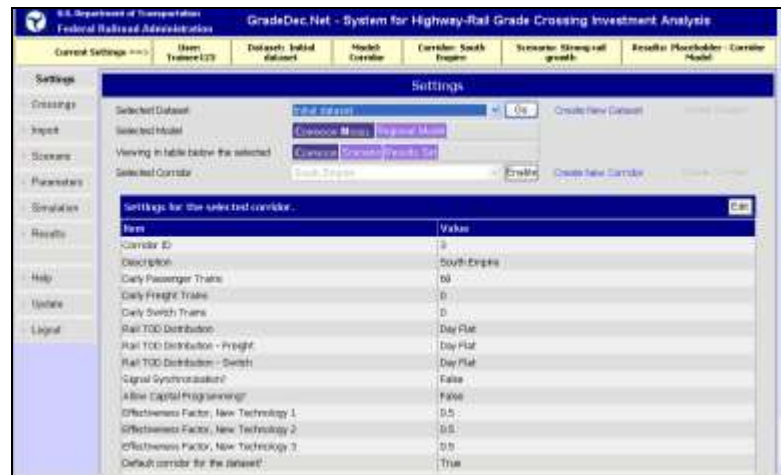 U.S. Department of Transportation
Federal Railroad Administration
GradeDec.Net - System for Highway-Rail Grade Crossing Investment Analysis
Current Settings ==>
User: Trainee(23)
Dataset: Initial dataset
Model: Corridor
Corridor: South Empire
Scenario: Strong rail growth
Results: Placeholder - Corridor Model
Settings
Crossings
Import
Scenario
Parameters
Simulation
Results
Help
Update
Logout
Settings
Selected Dataset
Initial dataset
Go
Create New Dataset
Selected Model
Corridor Model
Regional Model
Viewing in table below the selected
Corridor
Scenario
Results Set
Selected Corridor
South Empire
Enable
Create New Corridor
Settings for the selected corridor.
Edit
Item Value
Corridor ID 3
Description South Empire
Daily Passenger Trains
Daily Freight Trains 0
Daily Switch Trains 0
Rail TOD Distribution Day Flat
Rail TOD Distribution - Freight Day Flat
Rail TOD Distribution - Switch Day Flat
Signal Synchronization? False
Allow Capital Programming? False
Effectiveness Factor, New Technology 1 0.5
Effectiveness Factor, New Technology 2 0.5
Effectiveness Factor, New Technology 3 0.5
Default corridor for the dataset? True